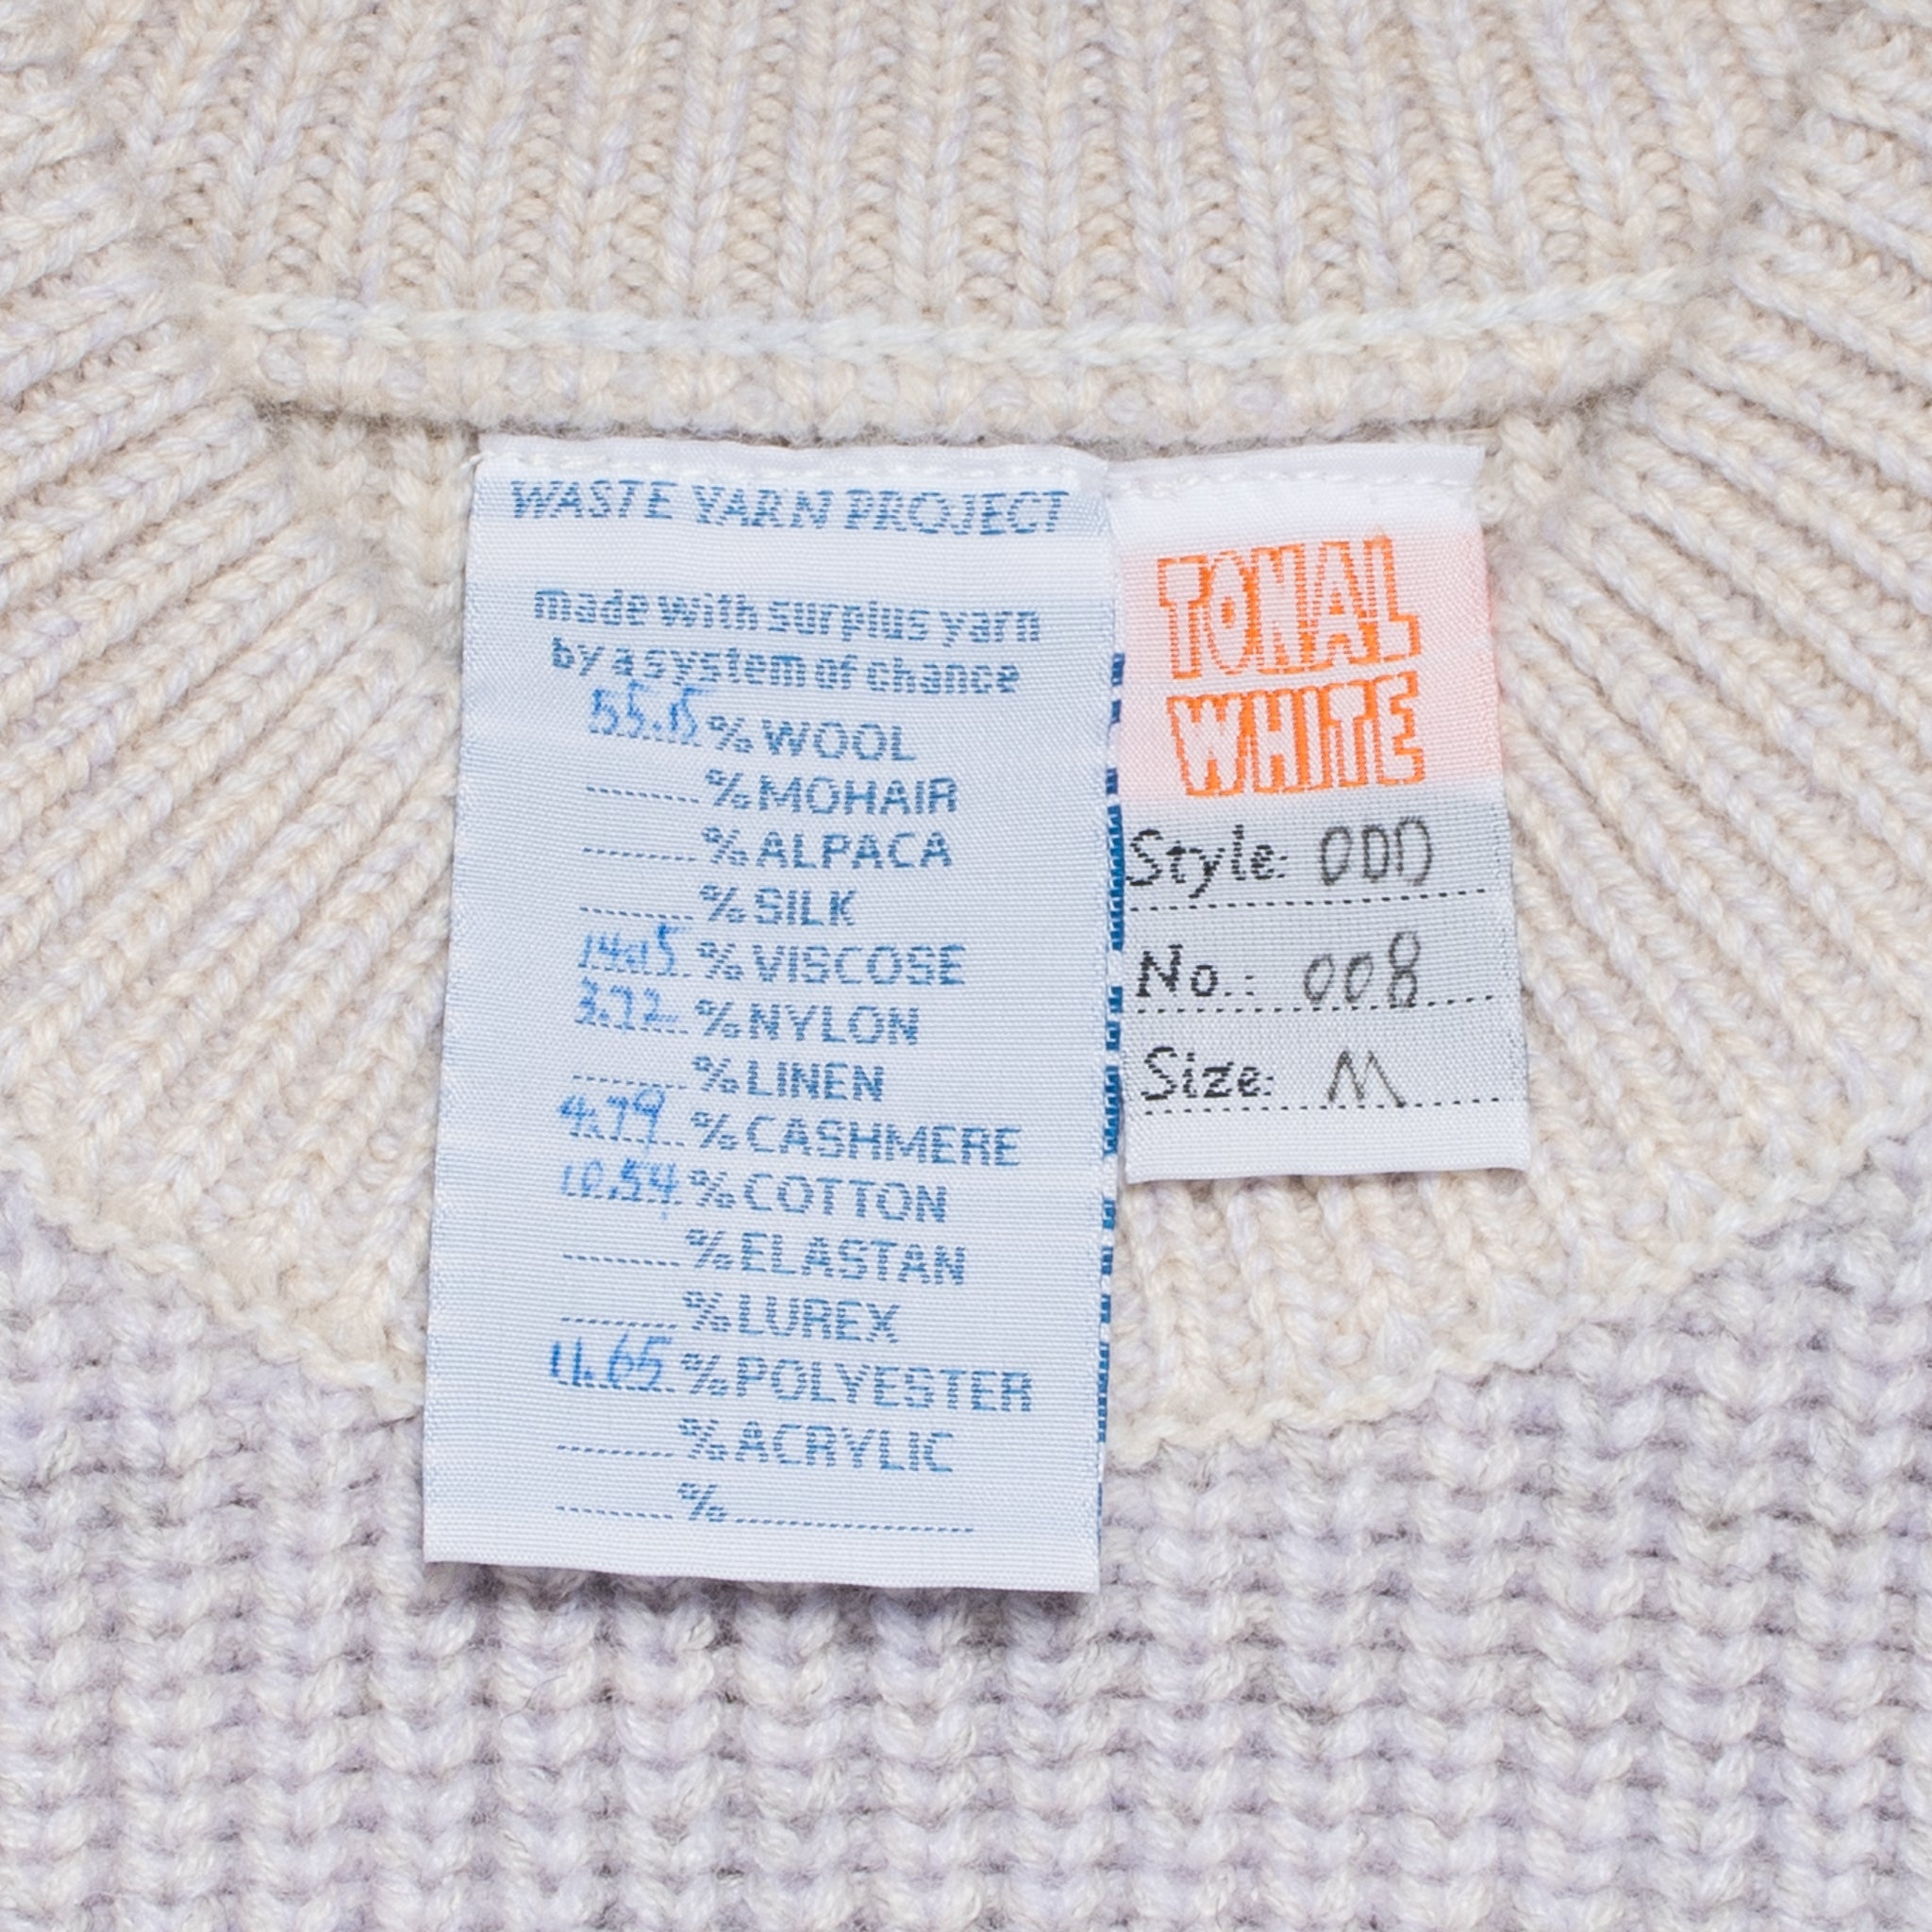 WASTE YARN PROJECT
made with surplus yarn
by a system of chance
55.15 % WOOL
........ % MOHAIR
........ % ALPACA
........ % SILK
14.15 % VISCOSE
3.72 % NYLON
........ % LINEN
4.79 % CASHMERE
10.54 % COTTON
........ % ELASTAN
........ % LUREX
11.65 % POLYESTER
........ % ACRYLIC
........ % ................
TONAL
WHITE
Style: ODD
No.: 008
Size: M